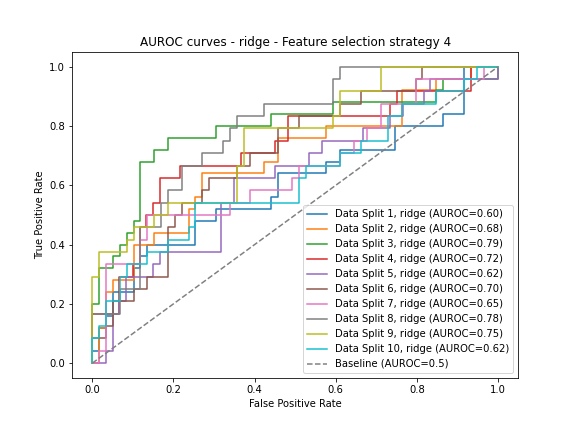 AUROC curves - ridge - Feature selection strategy 4
True Positive Rate
1.0
0.8
0.6
0.4
0.2
0.0
Data Split 1, ridge (AUROC=0.60)
Data Split 2, ridge (AUROC=0.68)
Data Split 3, ridge (AUROC=0.79)
Data Split 4, ridge (AUROC=0.72)
Data Split 5, ridge (AUROC=0.62)
Data Split 6, ridge (AUROC=0.70)
Data Split 7, ridge (AUROC=0.65)
Data Split 8, ridge (AUROC=0.78)
Data Split 9, ridge (AUROC=0.75)
Data Split 10, ridge (AUROC=0.62)
Baseline (AUROC=0.5)
0.0 0.2 0.4 0.6 0.8 1.0
False Positive Rate